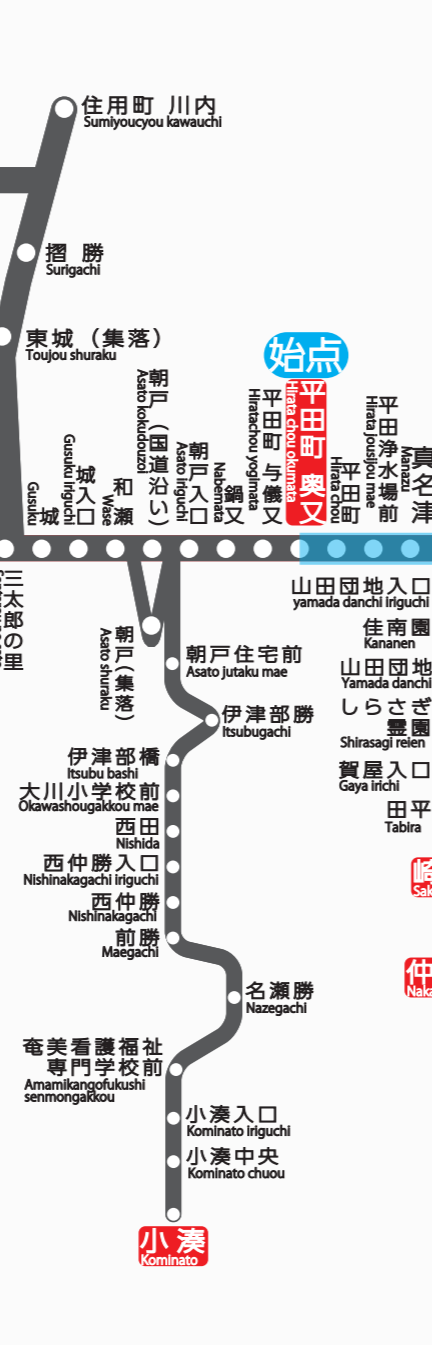 住用町 川内
Sumiyoucyou kawauchi
摺 勝
Surigachi
東城（集落）
Toujou shuraku
始点
城
Gusuku
城入口
Gusuku iriguchi
和瀬
Wase
朝戸（国道沿い）
Asato kokudouzoi
朝戸入口
Asato iriguchi
鍋又
Nabemata
平田町 与儀又
Hiratachou yogimata
平田町 奥又
Hirata chou okumata
平田町
Hirata chou
平田浄水場前
Hirata jousijou mae
真名津
Manazu
三太郎の里
朝戸（集落）
Asato shuraku
朝戸住宅前
Asato jutaku mae
伊津部勝
Itsubugachi
伊津部橋
Itsubu bashi
大川小学校前
Okawashougakkou mae
西田
Nishida
西仲勝入口
Nishinakagachi iriguchi
西仲勝
Nishinakagachi
前勝
Maegachi
名瀬勝
Nazegachi
奄美看護福祉
専門学校前
Amamikangofukushi
senmongakkou
小湊入口
Kominato iriguchi
小湊中央
Kominato chuou
小 湊
Kominato
山田団地入口
yamada danchi iriguchi
佳南園
Kananen
山田団地
Yamada danchi
しらさぎ
霊園
Shirasagi reien
賀屋入口
Gaya irichi
田平
Tabira
崎
Sak
仲
Naka